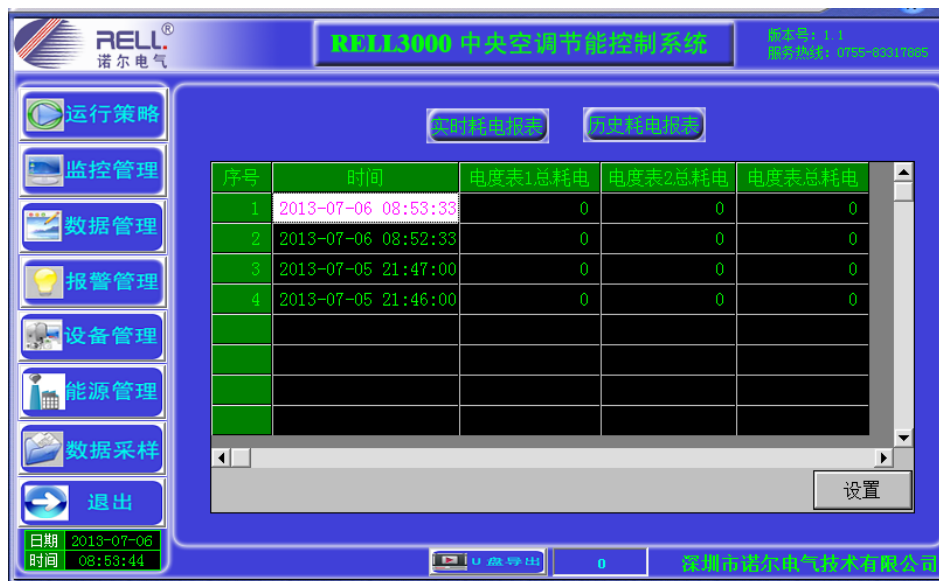 RELL.®
诺尔电气
RELL3000 中央空调节能控制系统
版本号：1.1
服务热线：0755-83317885
运行策略
监控管理
数据管理
报警管理
设备管理
能源管理
数据采样
退出
日期 2013-07-06
时间 08:53:44
实时耗电报表 历史耗电报表
序号 时间 电度表1总耗电 电度表2总耗电 电度表总耗电
1 2013-07-06 08:53:33 0 0 0
2 2013-07-06 08:52:33 0 0 0
3 2013-07-05 21:47:00 0 0 0
4 2013-07-05 21:46:00 0 0 0
设置
U盘导出 0 深圳市诺尔电气技术有限公司